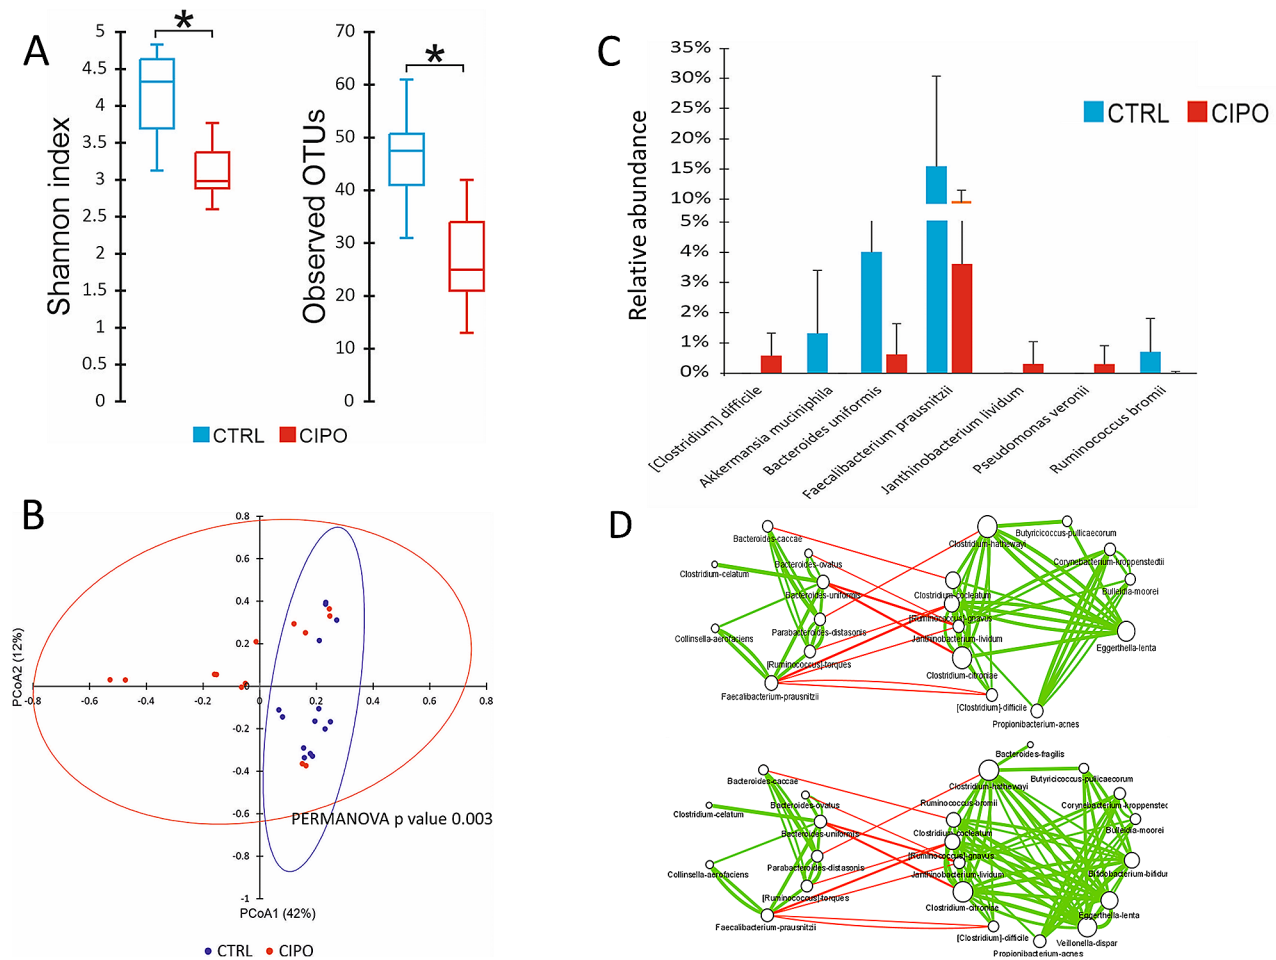 A
Shannon index
5
4.5
4
3.5
3
2.5
2
1.5
1
0.5
0
*
Observed OTUs
70
60
50
40
30
20
10
0
*
CTRL CIPO
C
Relative abundance
35%
30%
25%
20%
15%
10%
5%
4%
3%
2%
1%
0%
CTRL CIPO
[Clostridium] difficile
Akkermansia muciniphila
Bacteroides uniformis
Faecalibacterium prausnitzii
Janthinobacterium lividum
Pseudomonas veronii
Ruminococcus bromii
B
PCoA2 (12%)
0.8
0.6
0.4
0.2
0
-0.2
-0.4
-0.6
-0.8
-1
-0.8 -0.6 -0.4 -0.2 0.2 0.4 0.6 0.8
PERMANOVA p value 0.003
PCoA1 (42%)
CTRL CIPO
D
Bacteroides-caccae
Clostridium-hathewayi
Butyricicoccus-pullicaecorum
Bacteroides-ovatus
Corynebacterium-kroppenstedtii
Clostridium-celatum
Bacteroides-uniformis
Clostridium-cocleatum
Bulleidia-moorei
[Ruminococcus]-gnavus
Collinsella-aerofaciens
Parabacteroides-distasonis
Janthinobacterium-lividum
Eggerthella-lenta
[Ruminococcus]-torques
Clostridium-citroniae
Faecalibacterium-prausnitzii
[Clostridium]-difficile
Propionibacterium-acnes
Bacteroides-fragilis
Bacteroides-caccae
Clostridium-hathewayi
Butyricicoccus-pullicaecorum
Bacteroides-ovatus
Ruminococcus-bromii
Corynebacterium-kroppenstec
Clostridium-celatum
Bacteroides-uniformis
Clostridium-cocleatum
Bulleidia-moorei
[Ruminococcus]-gnavus
Collinsella-aerofaciens
Parabacteroides-distasonis
Janthinobacterium-lividum
Bifidobacterium-bifidur
[Ruminococcus]-torques
Clostridium-citroniae
Eggerthella-lenta
Faecalibacterium-prausnitzii
[Clostridium]-difficile
Veillonella-dispar
Propionibacterium-acnes